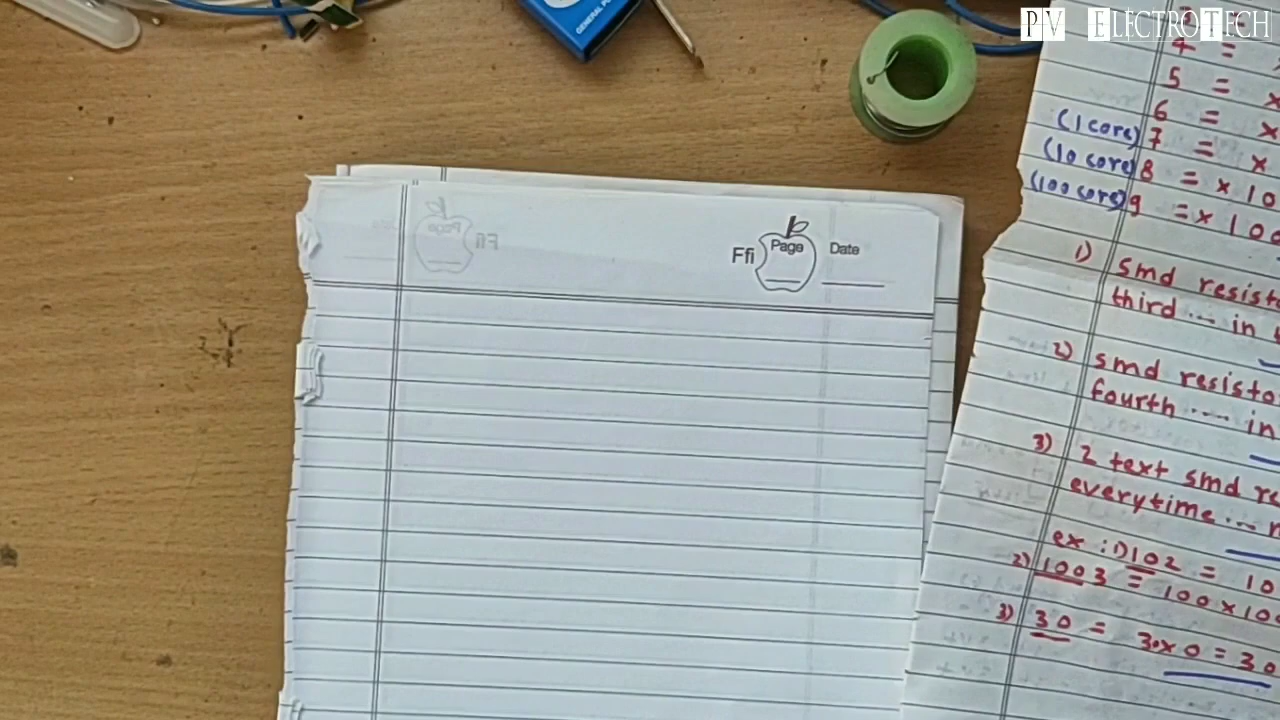 PV ELECTROTECH
GENERAL
Ffi Page Date
4 =
5 = x
6 = x
(1 core) 7 = x
(10 core) 8 = x 10
(100 core) 9 = x 100
1) smd resist
third ... in
2) smd resisto
fourth .... in
3) 2 text smd re
everytime ...
ex : 1) 102 = 10
2) 1003 = 100 x 100
3) 30 = 30 x 0 = 30